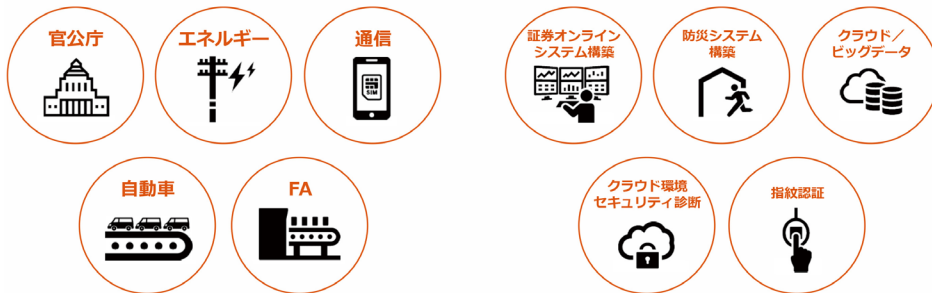 官公庁
エネルギー
通信
SIM
自動車
FA
証券オンライン
システム構築
防災システム
構築
クラウド／
ビッグデータ
クラウド環境
セキュリティ診断
指紋認証